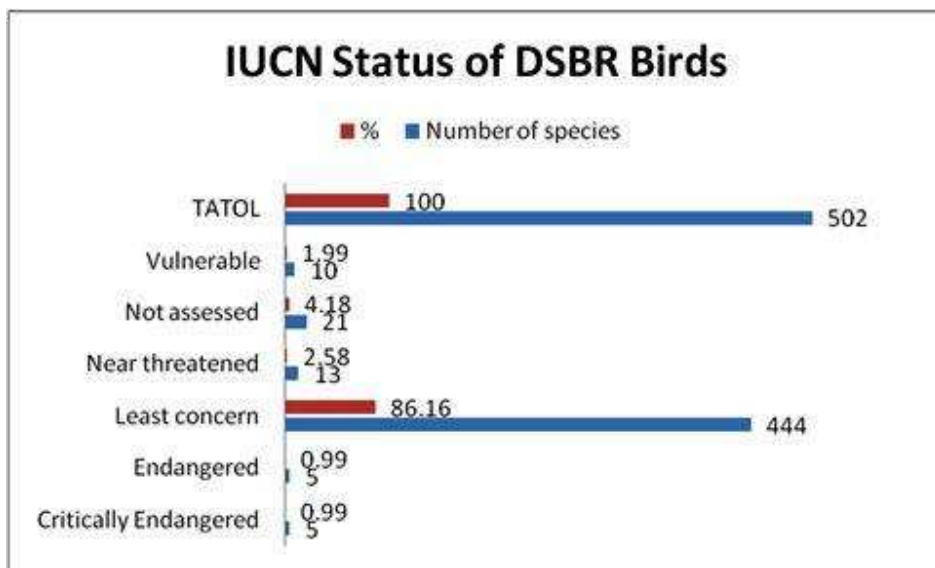 IUCN Status of DSBR Birds
% Number of species
TATOL
100
502
Vulnerable
1.99
10
Not assessed
4.18
21
Near threatened
2.58
13
Least concern
86.16
444
Endangered
0.99
5
Critically Endangered
0.99
5